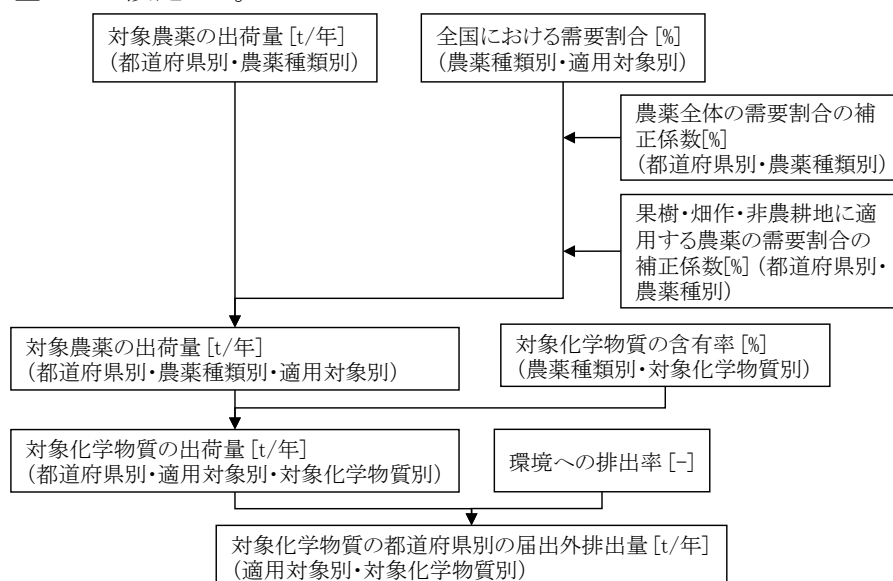 対象農薬の出荷量[t/年]
(都道府県別・農薬種類別)
全国における需要割合[%]
(農薬種類別・適用対象別)
農薬全体の需要割合の補
正係数[%]
(都道府県別・農薬種類別)
果樹・畑作・非農耕地に適
用する農薬の需要割合の
補正係数[%](都道府県別・
農薬種別)
対象農薬の出荷量[t/年]
(都道府県別・農薬種類別・適用対象別)
対象化学物質の含有率[%]
(農薬種類別・対象化学物質別)
対象化学物質の出荷量[t/年]
(都道府県別・適用対象別・対象化学物質別)
環境への排出率[-]
対象化学物質の都道府県別の届出外排出量[t/年]
(適用対象別・対象化学物質別)